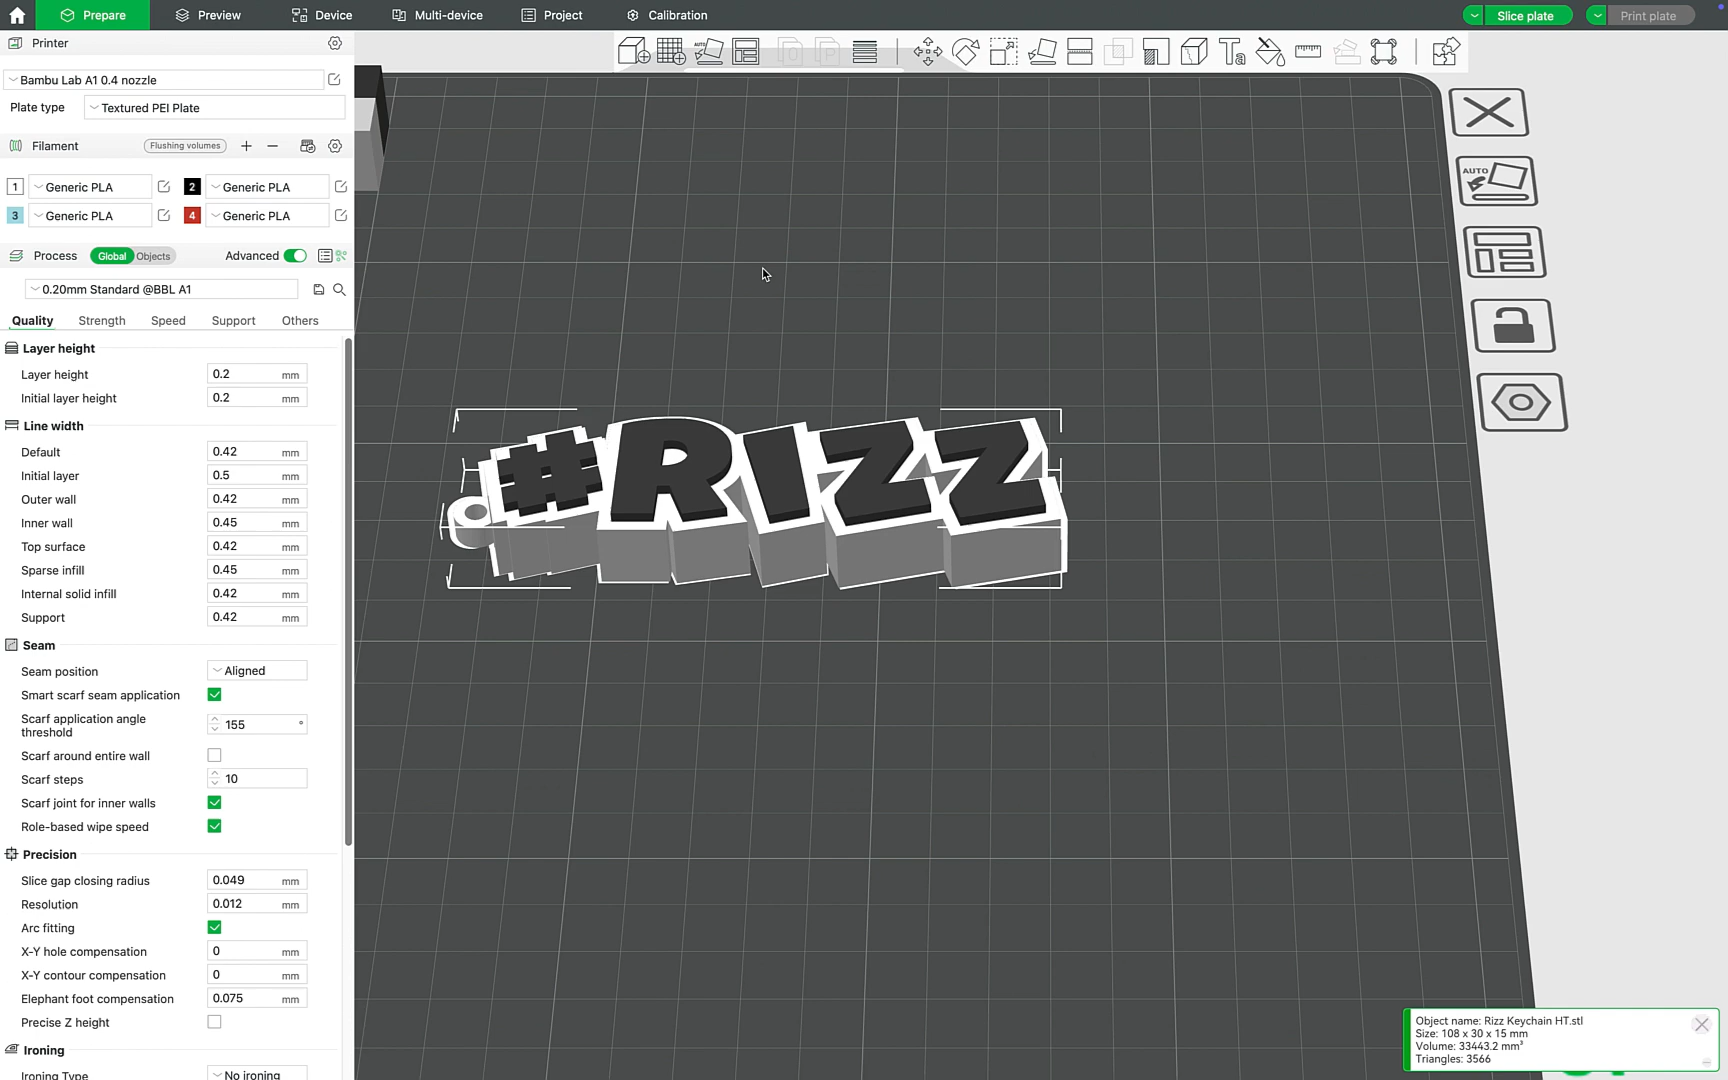 Prepare Preview Device Multi-device Project Calibration Slice plate Print plate
Printer
Bambu Lab A1 0.4 nozzle
Plate type Textured PEI Plate
Filament Flushing volumes + −
1 Generic PLA 2 Generic PLA
3 Generic PLA 4 Generic PLA
Process Global Objects Advanced
0.20mm Standard @BBL A1
Quality Strength Speed Support Others
Layer height
Layer height 0.2 mm
Initial layer height 0.2 mm
Line width
Default 0.42 mm
Initial layer 0.5 mm
Outer wall 0.42 mm
Inner wall 0.45 mm
Top surface 0.42 mm
Sparse infill 0.45 mm
Internal solid infill 0.42 mm
Support 0.42 mm
Seam
Seam position Aligned
Smart scarf seam application
Scarf application angle
threshold 155 °
Scarf around entire wall
Scarf steps 10
Scarf joint for inner walls
Role-based wipe speed
Precision
Slice gap closing radius 0.049 mm
Resolution 0.012 mm
Arc fitting
X-Y hole compensation 0 mm
X-Y contour compensation 0 mm
Elephant foot compensation 0.075 mm
Precise Z height
Ironing
Ironing Type No ironing
AUTO
#RIZZ
AUTO
Object name: Rizz Keychain HT.stl
Size: 108 x 30 x 15 mm
Volume: 33443.2 mm³
Triangles: 3566